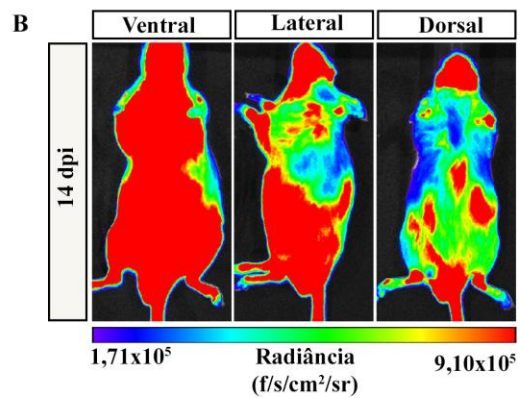 B
Ventral
Lateral
Dorsal
14 dpi
1,71x10⁵
Radiância
9,10x10⁵
(f/s/cm²/sr)